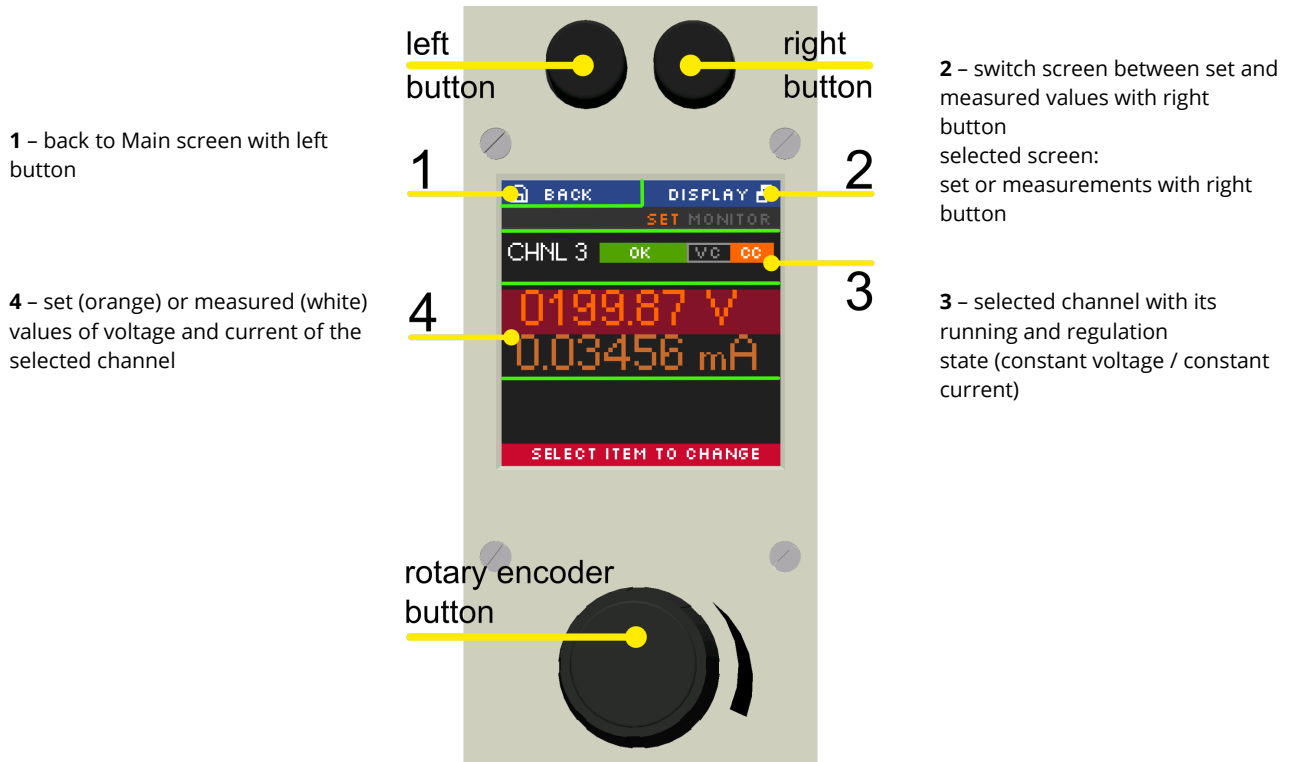 left
button
right
button
1 – back to Main screen with left
button
2 – switch screen between set and
measured values with right
button
selected screen:
set or measurements with right
button
1
2
BACK
DISPLAY
SET MONITOR
CHNL 3 OK VC CC
3
4 – set (orange) or measured (white)
values of voltage and current of the
selected channel
4
0199.87 V
0.03456 mA
3 – selected channel with its
running and regulation
state (constant voltage / constant
current)
SELECT ITEM TO CHANGE
rotary encoder
button